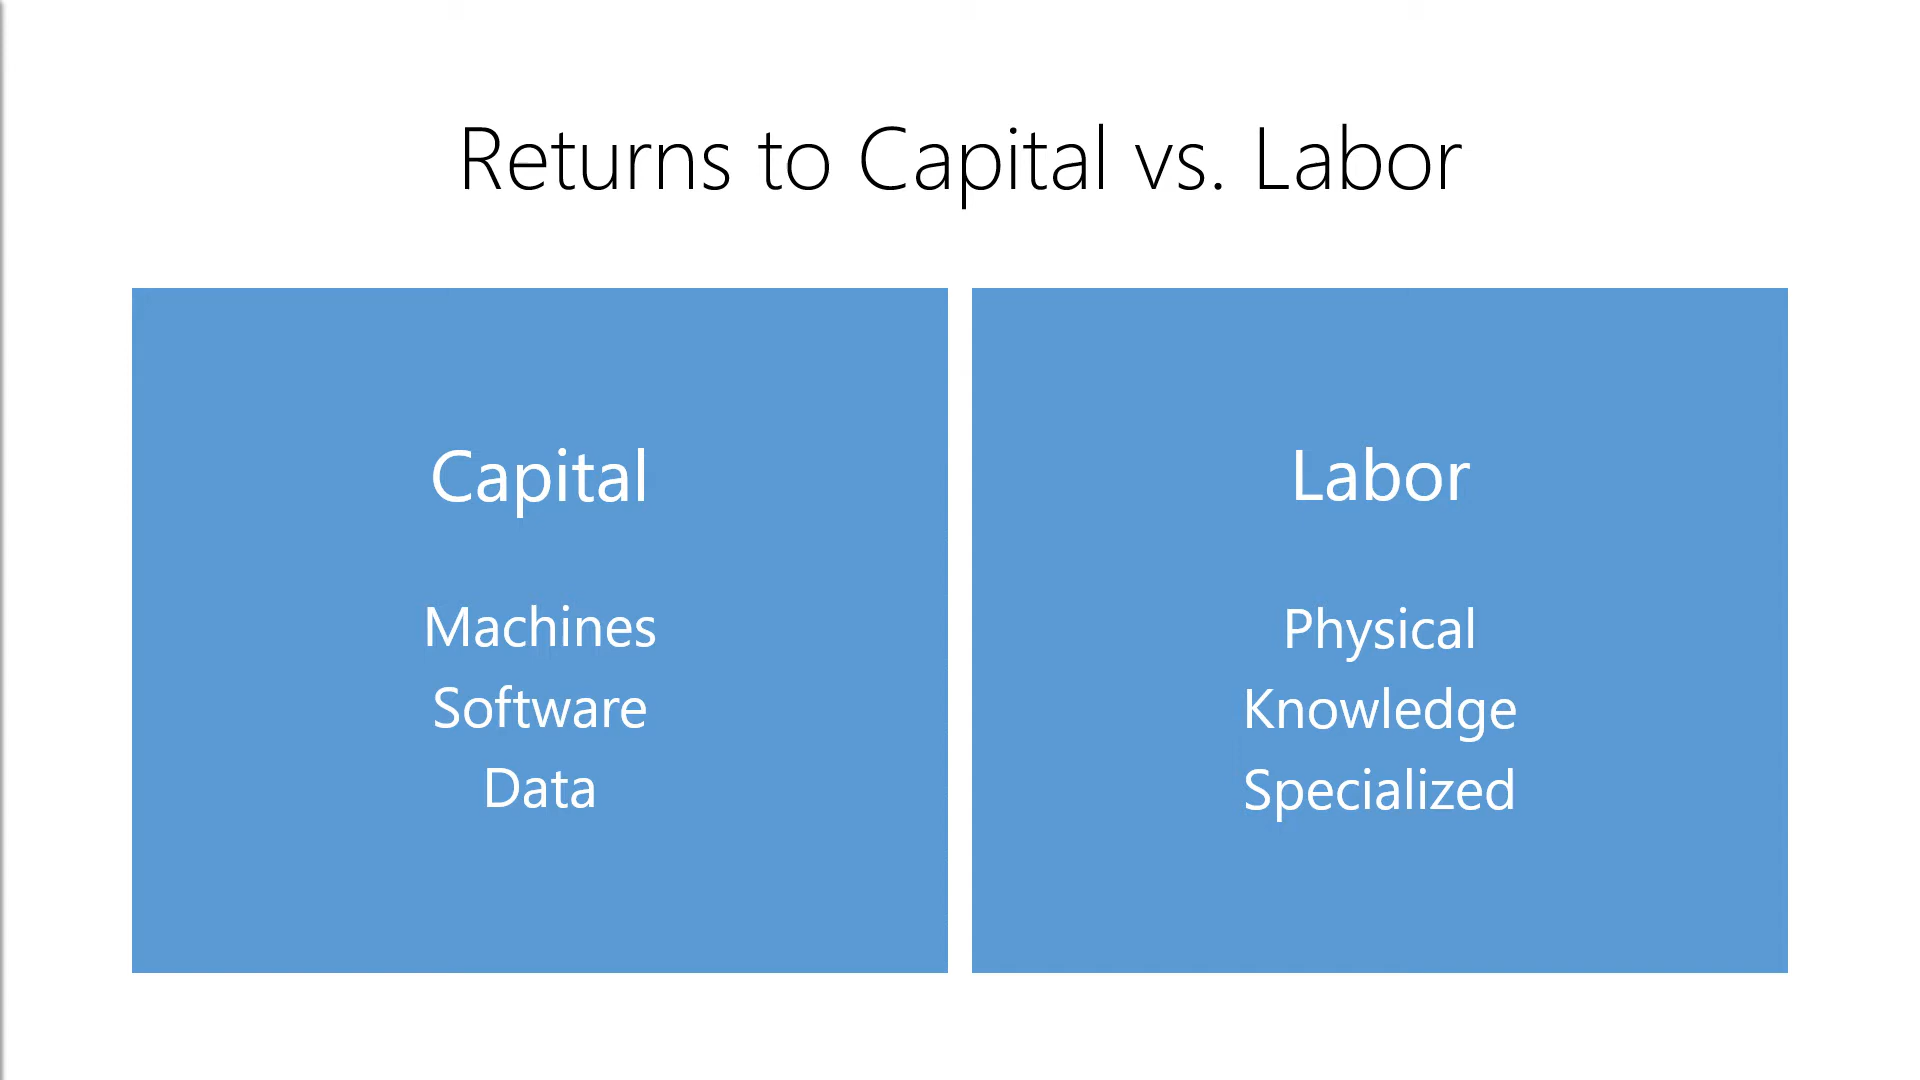 Returns to Capital vs. Labor
Capital
Machines
Software
Data
Labor
Physical
Knowledge
Specialized